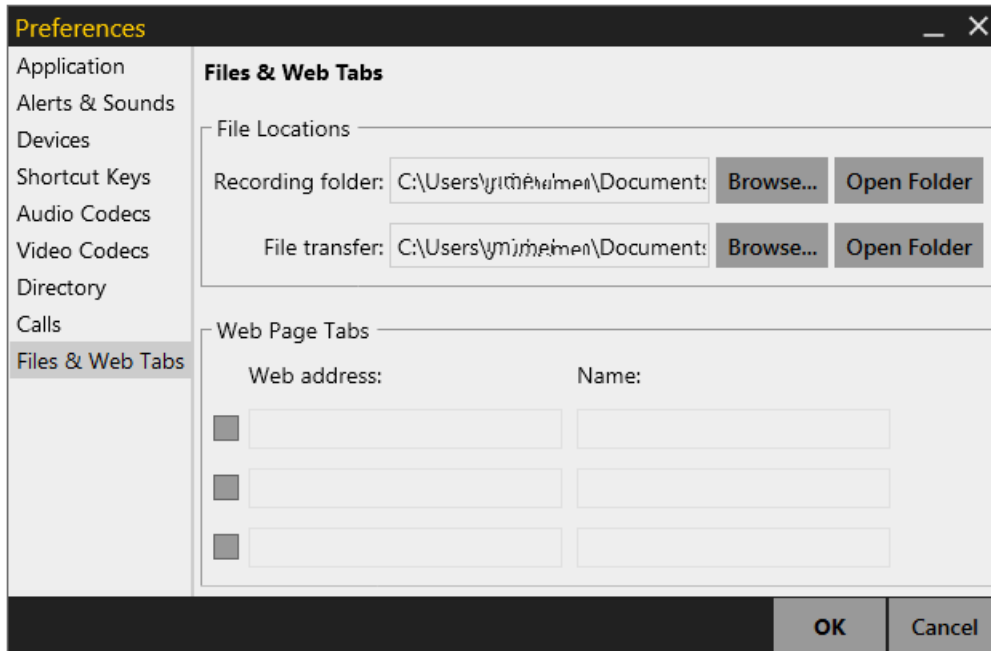 Preferences
Application
Alerts & Sounds
Devices
Shortcut Keys
Audio Codecs
Video Codecs
Directory
Calls
Files & Web Tabs
Files & Web Tabs
File Locations
Recording folder: C:\Users\ \Documents Browse... Open Folder
File transfer: C:\Users\ \Documents Browse... Open Folder
Web Page Tabs
Web address: Name:
OK Cancel